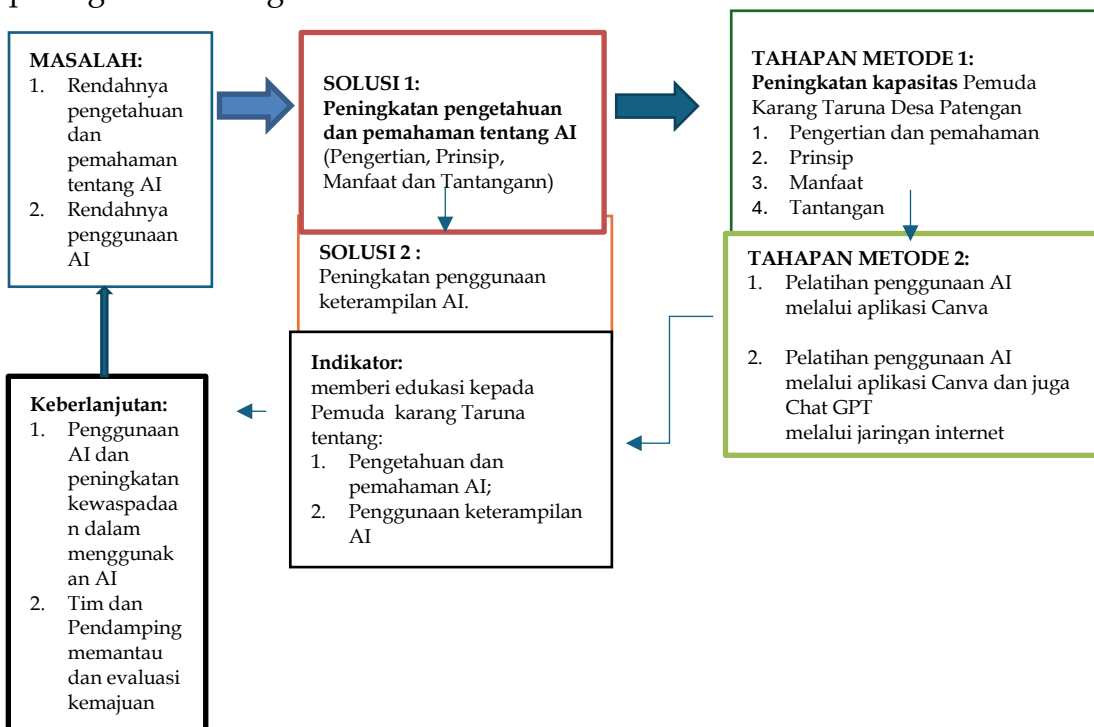 MASALAH:
1. Rendahnya
pengetahuan
dan
pemahaman
tentang AI
2. Rendahnya
penggunaan
AI
SOLUSI 1:
Peningkatan pengetahuan
dan pemahaman tentang AI
(Pengertian, Prinsip,
Manfaat dan Tantangann)
TAHAPAN METODE 1:
Peningkatan kapasitas Pemuda
Karang Taruna Desa Patengan
1. Pengertian dan pemahaman
2. Prinsip
3. Manfaat
4. Tantangan
SOLUSI 2 :
Peningkatan penggunaan
keterampilan AI.
TAHAPAN METODE 2:
1. Pelatihan penggunaan AI
melalui aplikasi Canva
2. Pelatihan penggunaan AI
melalui aplikasi Canva dan juga
Chat GPT
melalui jaringan internet
Indikator:
memberi edukasi kepada
Pemuda karang Taruna
tentang:
1. Pengetahuan dan
pemahaman AI;
2. Penggunaan keterampilan
AI
Keberlanjutan:
1. Penggunaan
AI dan
peningkatan
kewaspadaa
n dalam
menggunak
an AI
2. Tim dan
Pendamping
memantau
dan evaluasi
kemajuan